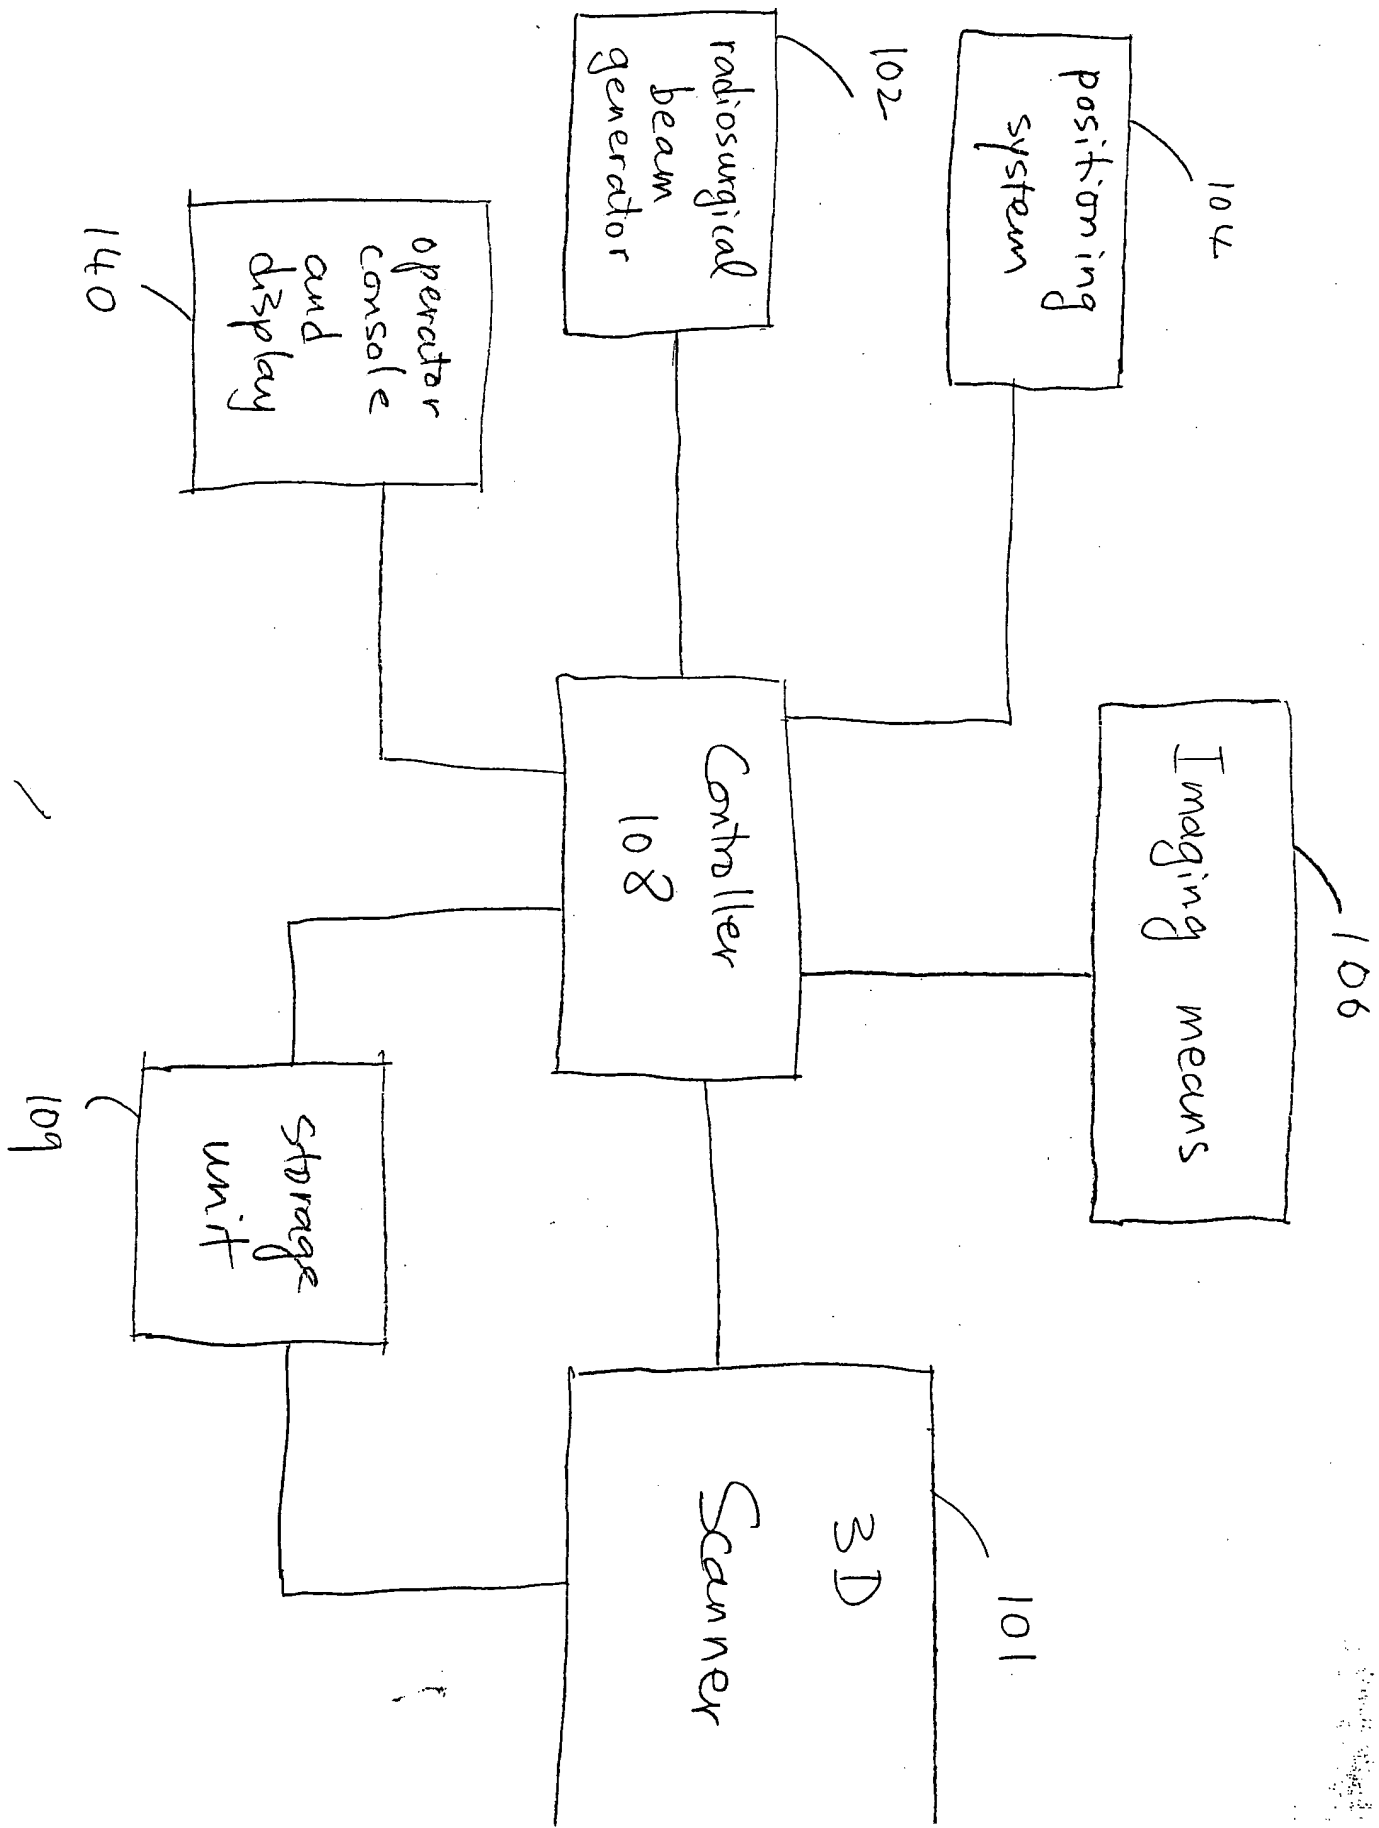 106
Imaging means
104
positioning
system
101
3D
Scanner
102
radiosurgical
beam
generator
Controller
108
operator
console
and
display
140
storage
unit
109